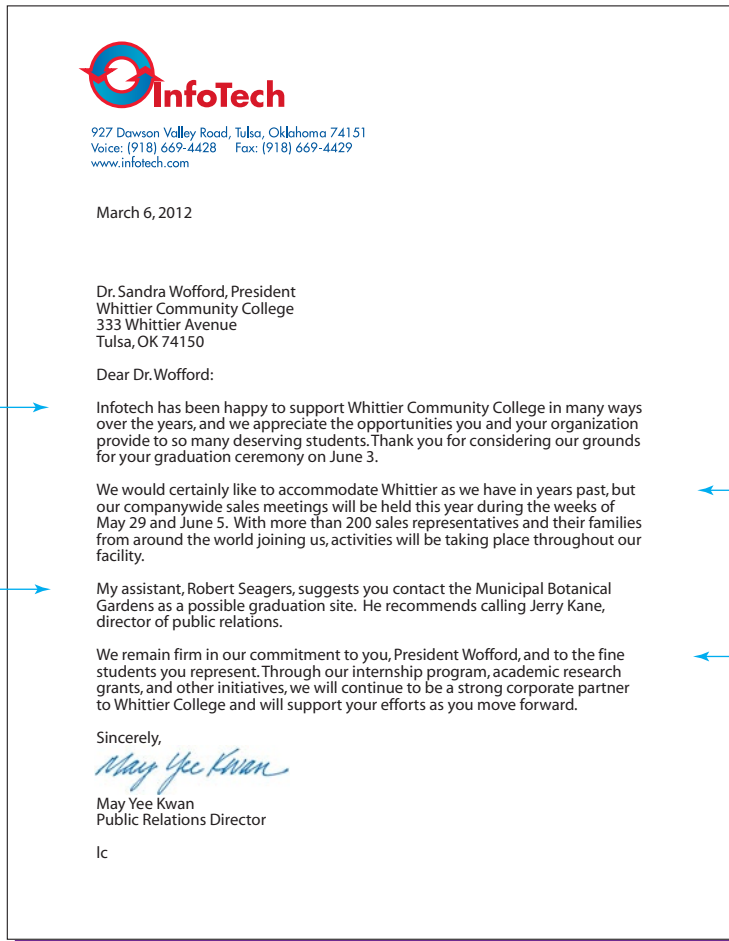 InfoTech
927 Dawson Valley Road, Tulsa, Oklahoma 74151
Voice: (918) 669-4428 Fax: (918) 669-4429
www.infotech.com
March 6, 2012
Dr. Sandra Wofford, President
Whittier Community College
333 Whittier Avenue
Tulsa, OK 74150
Dear Dr. Wofford:
Infotech has been happy to support Whittier Community College in many ways
over the years, and we appreciate the opportunities you and your organization
provide to so many deserving students. Thank you for considering our grounds
for your graduation ceremony on June 3.
We would certainly like to accommodate Whittier as we have in years past, but
our companywide sales meetings will be held this year during the weeks of
May 29 and June 5. With more than 200 sales representatives and their families
from around the world joining us, activities will be taking place throughout our
facility.
My assistant, Robert Seagers, suggests you contact the Municipal Botanical
Gardens as a possible graduation site. He recommends calling Jerry Kane,
director of public relations.
We remain firm in our commitment to you, President Wofford, and to the fine
students you represent. Through our internship program, academic research
grants, and other initiatives, we will continue to be a strong corporate partner
to Whittier College and will support your efforts as you move forward.
Sincerely,
May Yee Kwan
May Yee Kwan
Public Relations Director
lc